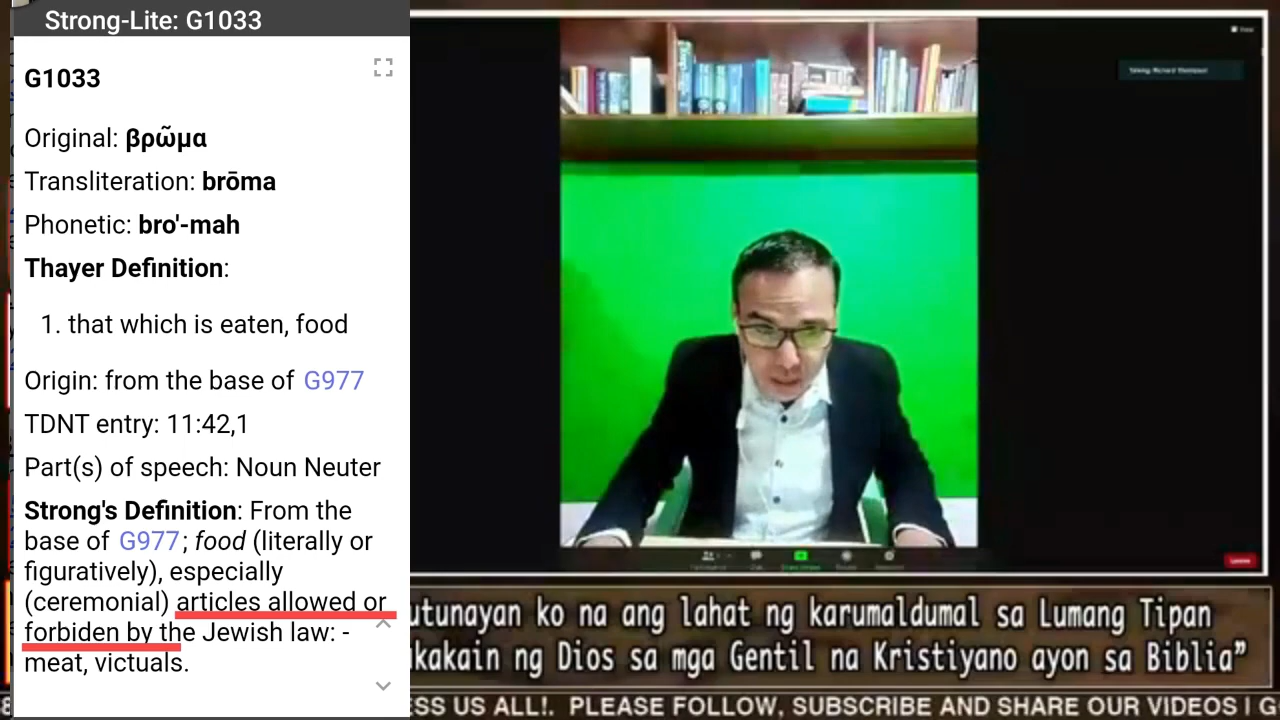 Strong-Lite: G1033
G1033
Original: βρῶμα
Transliteration: brōma
Phonetic: bro'-mah
Thayer Definition:
1. that which is eaten, food
Origin: from the base of G977
TDNT entry: 11:42,1
Part(s) of speech: Noun Neuter
Strong's Definition: From the
base of G977; food (literally or
figuratively), especially
(ceremonial) articles allowed or
forbiden by the Jewish law: -
meat, victuals.
utunayan ko na ang lahat ng karumaldumal sa Lumang Tipan
kakain ng Dios sa mga Gentil na Kristiyano ayon sa Biblia”
SS US ALL!. PLEASE FOLLOW, SUBSCRIBE AND SHARE OUR VIDEOS I G